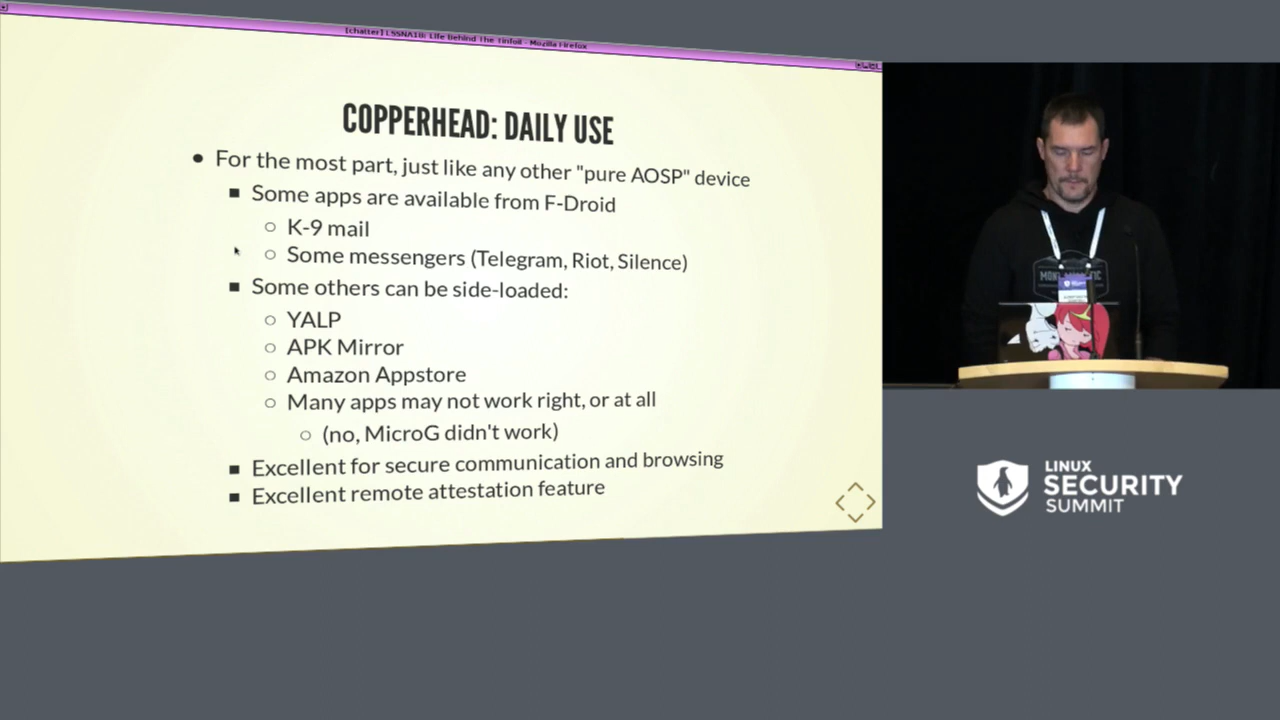 [chatter] LSSNA18: Life Behind The Tinfoil - Mozilla Firefox
COPPERHEAD: DAILY USE
For the most part, just like any other "pure AOSP" device
Some apps are available from F-Droid
K-9 mail
Some messengers (Telegram, Riot, Silence)
Some others can be side-loaded:
YALP
APK Mirror
Amazon Appstore
Many apps may not work right, or at all
(no, MicroG didn't work)
Excellent for secure communication and browsing
Excellent remote attestation feature
LINUX
SECURITY
SUMMIT